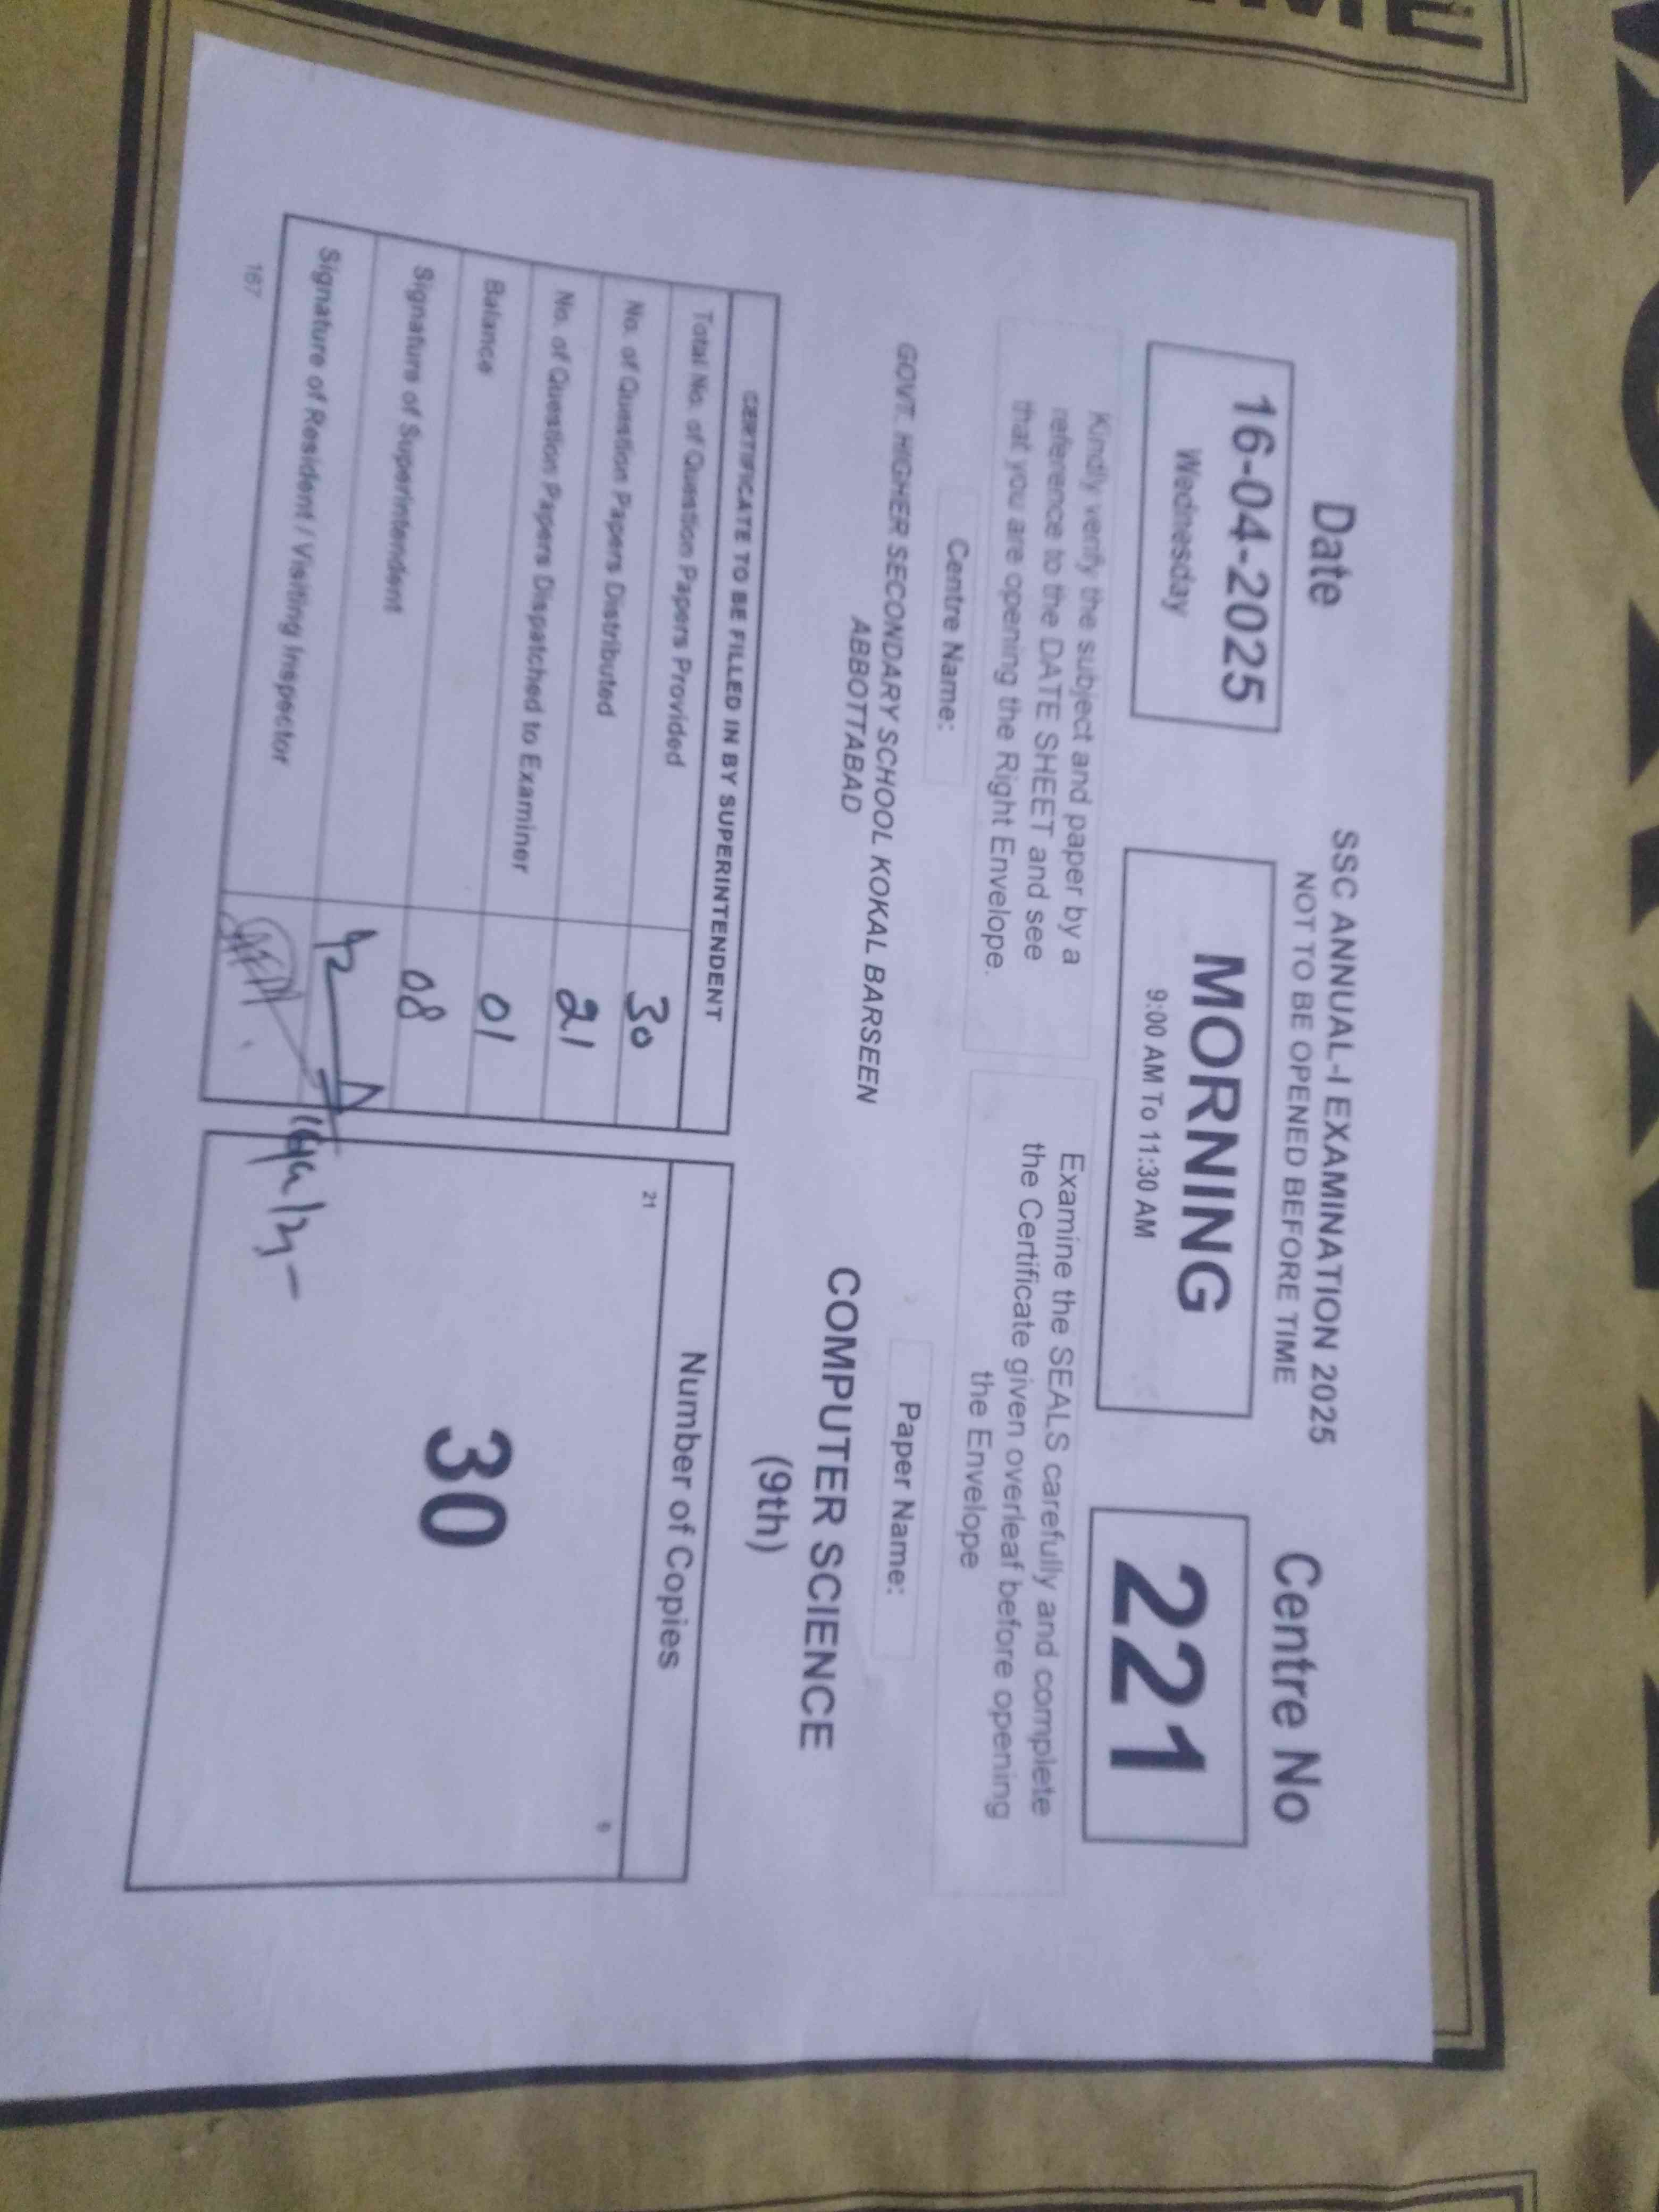 Date
16-04-2025
Wednesday
SSC ANNUAL-I EXAMINATION 2025
NOT TO BE OPENED BEFORE TIME
MORNING
9:00 AM To 11:30 AM
Centre No
221
Kindly verify the subject and paper by a
reference to the DATE SHEET and see
that you are opening the Right Envelope.
Examine the SEALS carefully and complete
the Certificate given overleaf before opening
the Envelope
Centre Name:
GOVT. HIGHER SECONDARY SCHOOL KOKAL BARSEEN
ABBOTTABAD
Paper Name:
COMPUTER SCIENCE
(9th)
CERTIFICATE TO BE FILLED IN BY SUPERINTENDENT
Total No. of Question Papers Provided 30
No. of Question Papers Distributed 21
No. of Question Papers Dispatched to Examiner 01
Balance 08
Signature of Superintendent
Signature of Resident / Visiting Inspector
167
Number of Copies
21
30